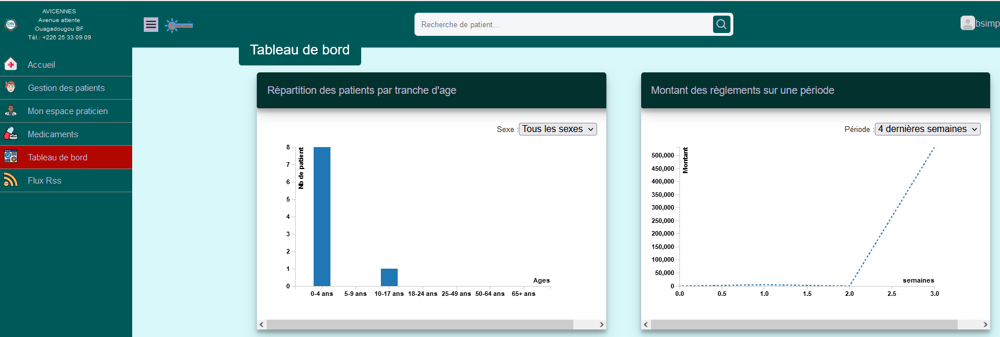 AVICENNES
Avenue attente
Ouagadougou BF
Tél.: +226 25 33 09 09
CHU
Recherche de patient...
bsimp
Accueil
Gestion des patients
Mon espace praticien
Medicaments
Tableau de bord
Flux Rss
Tableau de bord
Répartition des patients par tranche d'age
Sexe : Tous les sexes
Nb de patient
8
7
6
5
4
3
2
1
0
Ages
0-4 ans 5-9 ans 10-17 ans 18-24 ans 25-49 ans 50-64 ans 65+ ans
Montant des règlements sur une période
Période : 4 dernières semaines
Montant
500,000
450,000
400,000
350,000
300,000
250,000
200,000
150,000
100,000
50,000
0
semaines
0.0 0.5 1.0 1.5 2.0 2.5 3.0